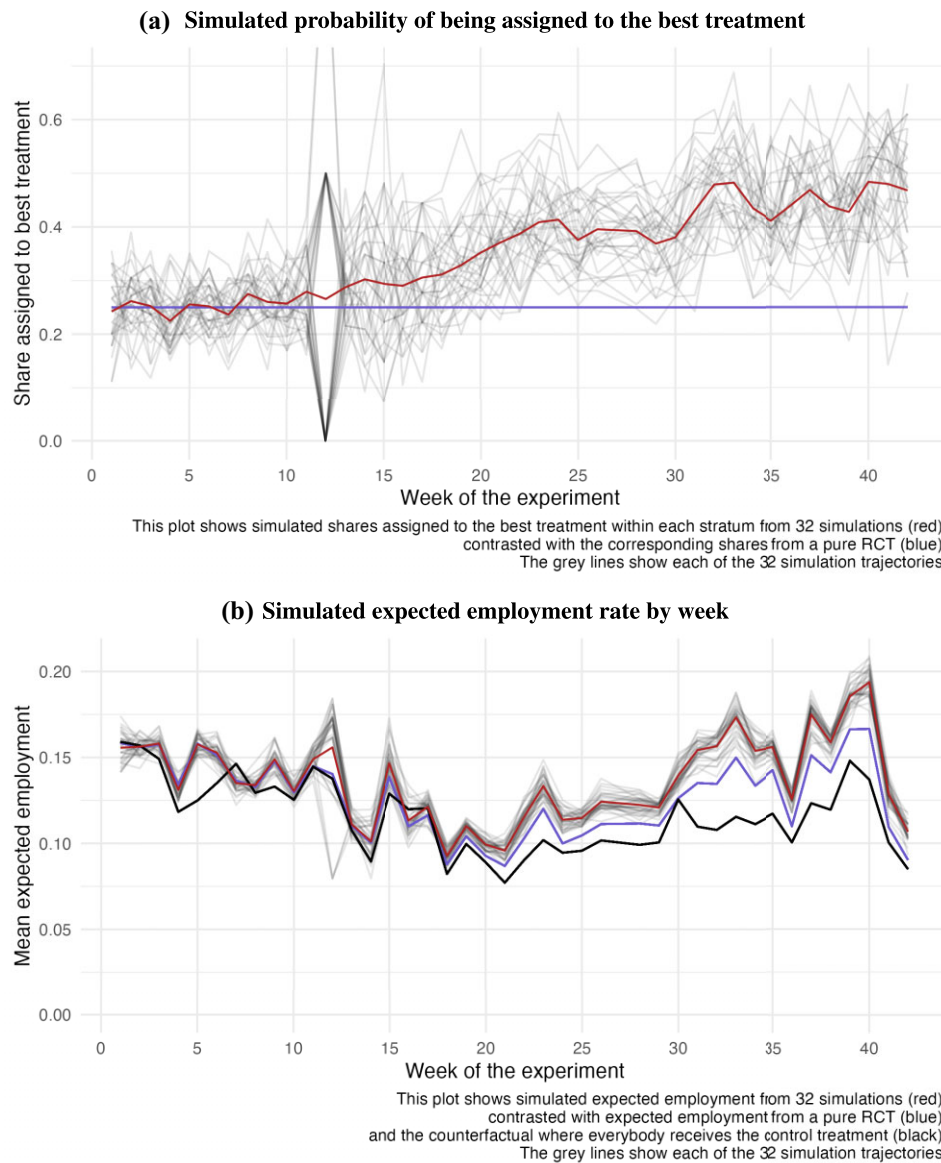 (a) Simulated probability of being assigned to the best treatment
Share assigned to best treatment
0.6
0.4
0.2
0.0
0 5 10 15 20 25 30 35 40
Week of the experiment
This plot shows simulated shares assigned to the best treatment within each stratum from 32 simulations (red)
contrasted with the corresponding shares from a pure RCT (blue)
The grey lines show each of the 32 simulation trajectories
(b) Simulated expected employment rate by week
Mean expected employment
0.20
0.15
0.10
0.05
0.00
0 5 10 15 20 25 30 35 40
Week of the experiment
This plot shows simulated expected employment from 32 simulations (red)
contrasted with expected employment from a pure RCT (blue)
and the counterfactual where everybody receives the control treatment (black)
The grey lines show each of the 32 simulation trajectories